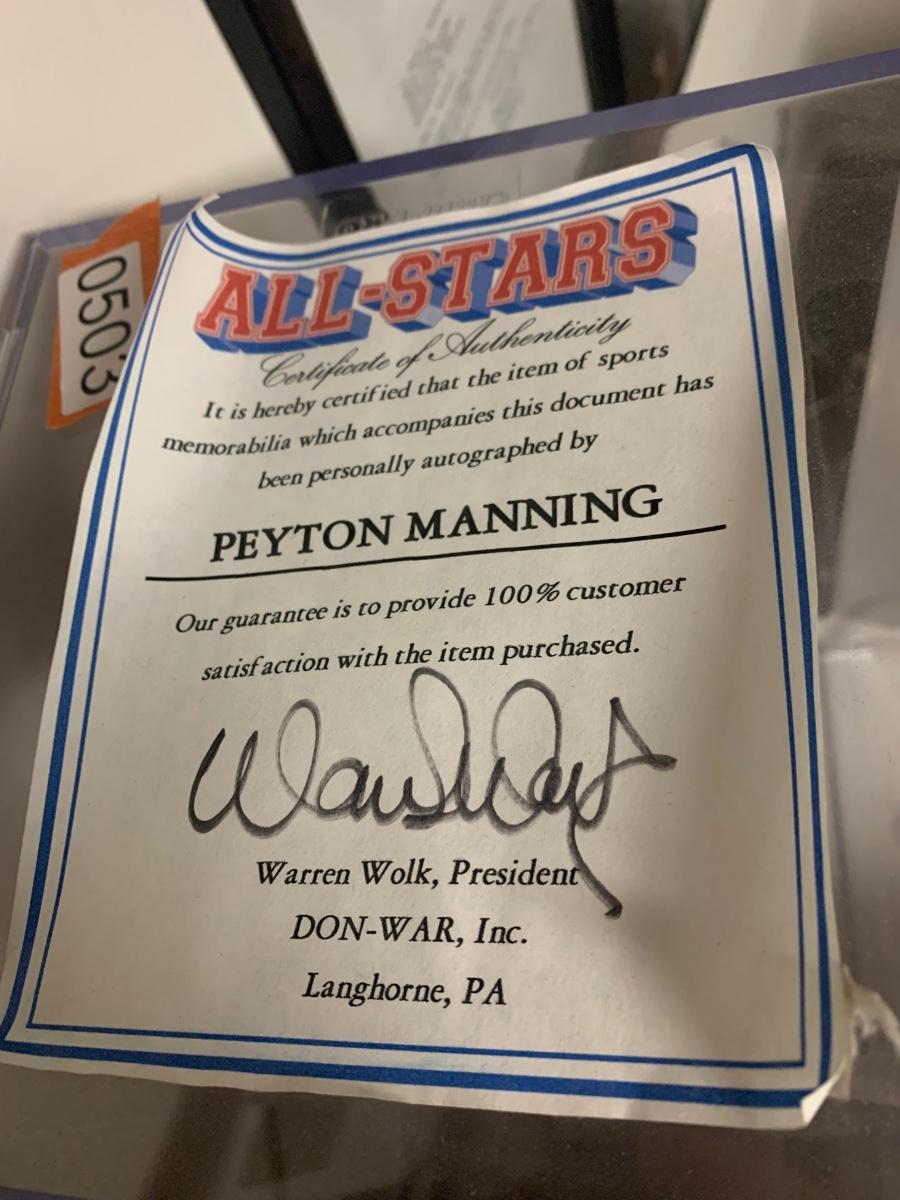 0503
ALL-STARS
Certificate of Authenticity
It is hereby certified that the item of sports
memorabilia which accompanies this document has
been personally autographed by
PEYTON MANNING
Our guarantee is to provide 100% customer
satisfaction with the item purchased.
Warren Wolk, President
DON-WAR, Inc.
Langhorne, PA